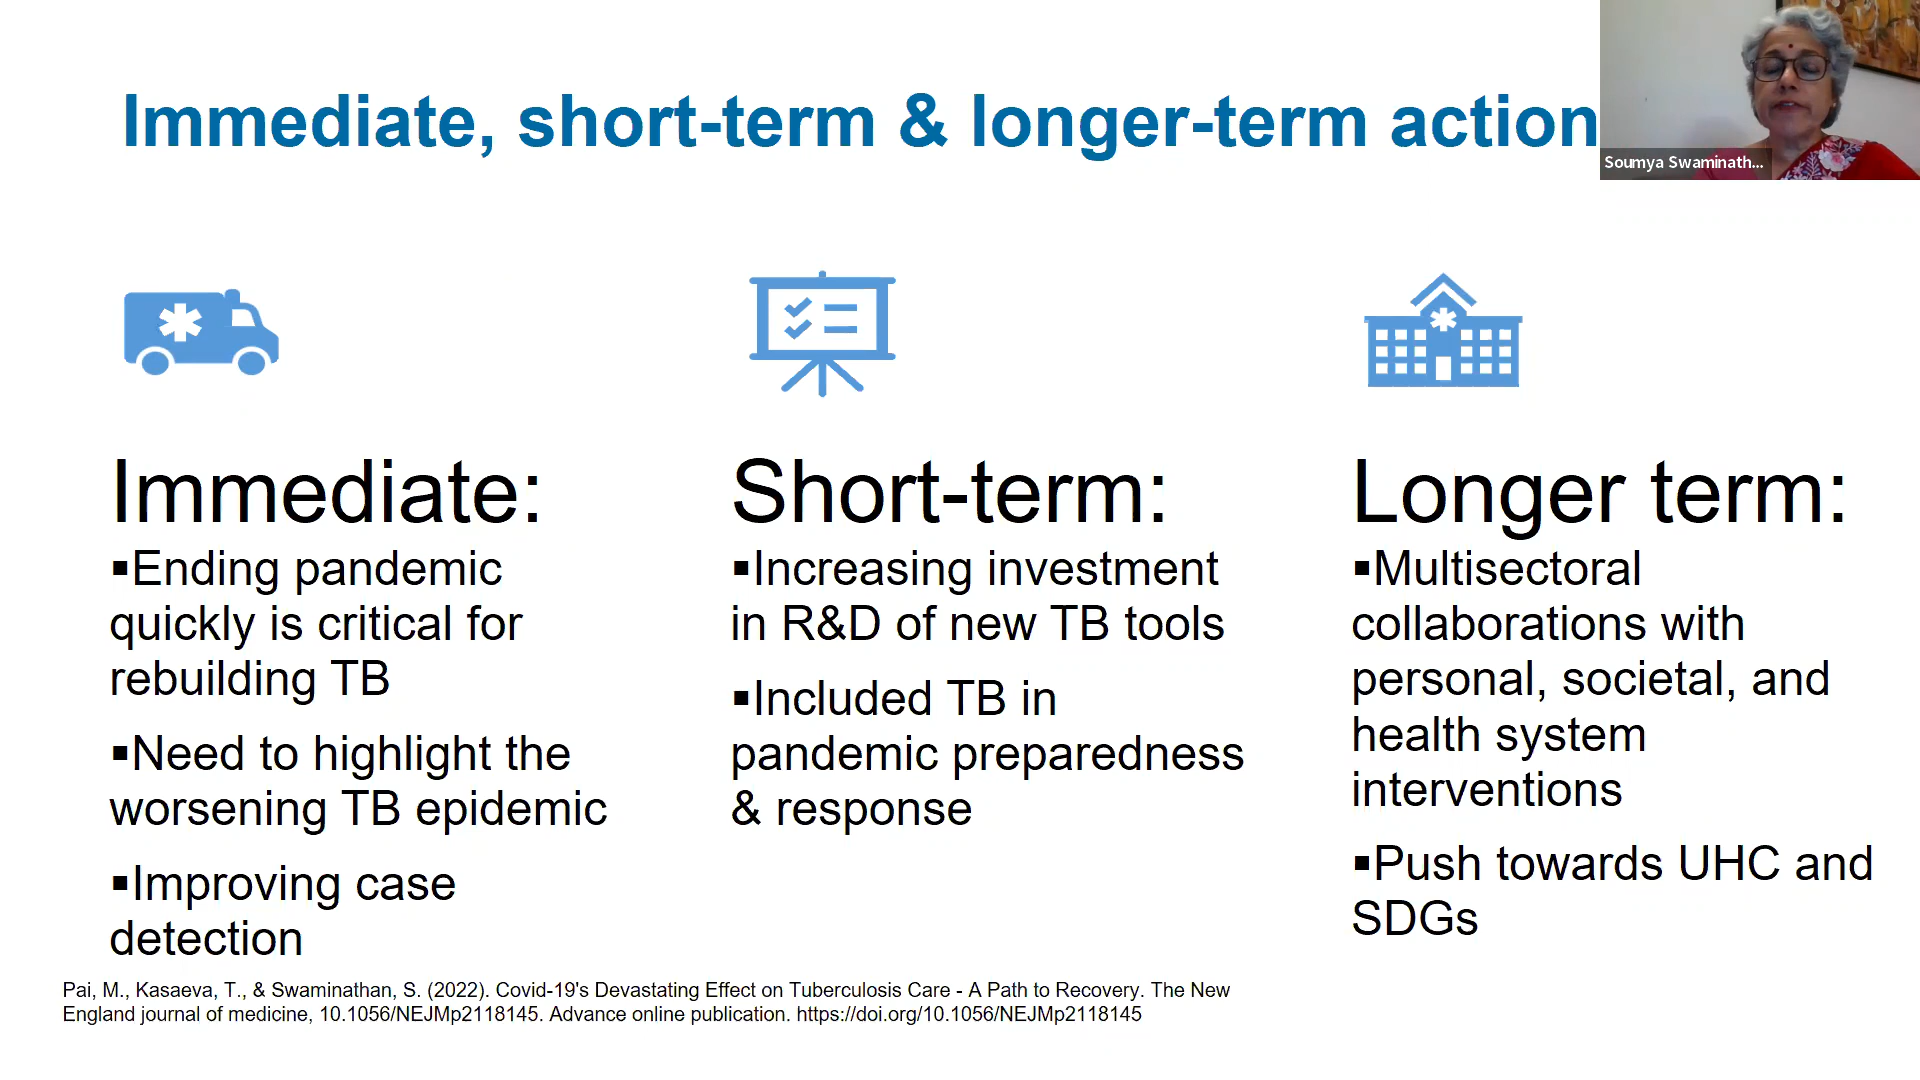 Immediate, short-term & longer-term action
Soumya Swaminath...
Immediate:
▪Ending pandemic
quickly is critical for
rebuilding TB
▪Need to highlight the
worsening TB epidemic
▪Improving case
detection
Short-term:
▪Increasing investment
in R&D of new TB tools
▪Included TB in
pandemic preparedness
& response
Longer term:
▪Multisectoral
collaborations with
personal, societal, and
health system
interventions
▪Push towards UHC and
SDGs
Pai, M., Kasaeva, T., & Swaminathan, S. (2022). Covid-19's Devastating Effect on Tuberculosis Care - A Path to Recovery. The New
England journal of medicine, 10.1056/NEJMp2118145. Advance online publication. https://doi.org/10.1056/NEJMp2118145